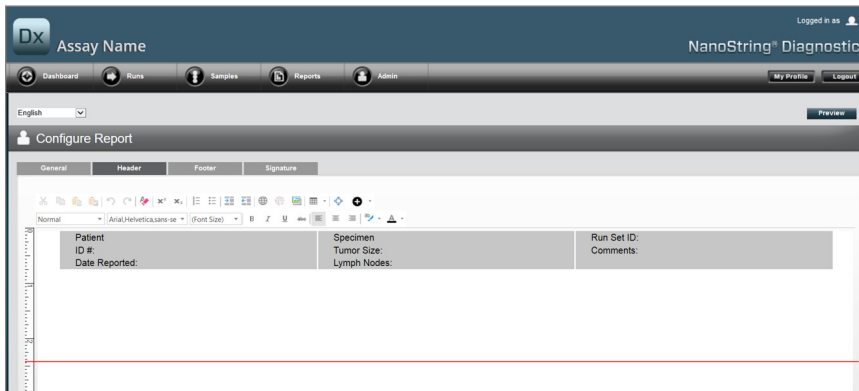 Logged in as
Dx
Assay Name
NanoString® Diagnostic
Dashboard Runs Samples Reports Admin
My Profile Logout
English
Preview
Configure Report
General Header Footer Signature
Normal Arial,Helvetica,sans-se (Font Size) B I U abc A
Patient Specimen Run Set ID:
ID #: Tumor Size: Comments:
Date Reported: Lymph Nodes: